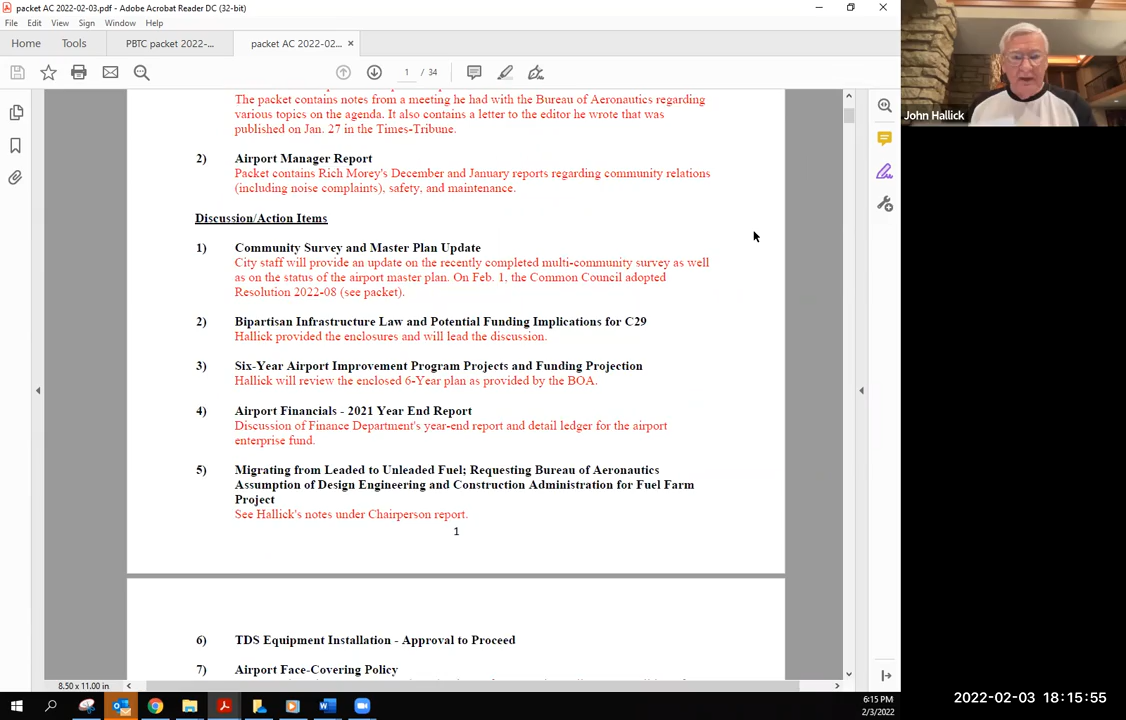 packet AC 2022-02-03.pdf - Adobe Acrobat Reader DC (32-bit)
File Edit View Sign Window Help
Home Tools PBTC packet 2022-... packet AC 2022-02... ×
1 / 34
The packet contains notes from a meeting he had with the Bureau of Aeronautics regarding
various topics on the agenda. It also contains a letter to the editor he wrote that was
published on Jan. 27 in the Times-Tribune.
2) Airport Manager Report
Packet contains Rich Morey's December and January reports regarding community relations
(including noise complaints), safety, and maintenance.
Discussion/Action Items
1) Community Survey and Master Plan Update
City staff will provide an update on the recently completed multi-community survey as well
as on the status of the airport master plan. On Feb. 1, the Common Council adopted
Resolution 2022-08 (see packet).
2) Bipartisan Infrastructure Law and Potential Funding Implications for C29
Hallick provided the enclosures and will lead the discussion.
3) Six-Year Airport Improvement Program Projects and Funding Projection
Hallick will review the enclosed 6-Year plan as provided by the BOA.
4) Airport Financials - 2021 Year End Report
Discussion of Finance Department's year-end report and detail ledger for the airport
enterprise fund.
5) Migrating from Leaded to Unleaded Fuel; Requesting Bureau of Aeronautics
Assumption of Design Engineering and Construction Administration for Fuel Farm
Project
See Hallick's notes under Chairperson report.
1
6) TDS Equipment Installation - Approval to Proceed
7) Airport Face-Covering Policy
8.50 x 11.00 in
6:15 PM
2/3/2022
John Hallick
2022-02-03 18:15:55